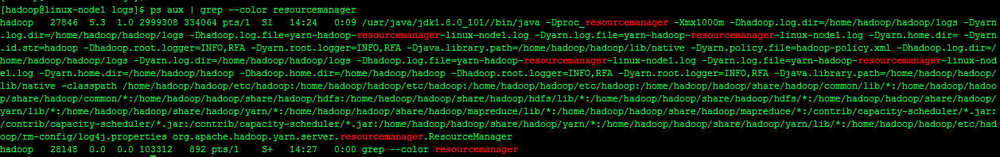 [hadoop@linux-node1 logs]$ ps aux | grep --color resourcemanager
hadoop   27846  5.3  1.0 2999308 334064 pts/1  Sl   14:24   0:09 /usr/java/jdk1.8.0_101//bin/java -Dproc_resourcemanager -Xmx1000m -Dhadoop.log.dir=/home/hadoop/hadoop/logs -Dyarn
.log.dir=/home/hadoop/hadoop/logs -Dhadoop.log.file=yarn-hadoop-resourcemanager-linux-node1.log -Dyarn.log.file=yarn-hadoop-resourcemanager-linux-node1.log -Dyarn.home.dir= -Dyarn
.id.str=hadoop -Dhadoop.root.logger=INFO,RFA -Dyarn.root.logger=INFO,RFA -Djava.library.path=/home/hadoop/hadoop/lib/native -Dyarn.policy.file=hadoop-policy.xml -Dhadoop.log.dir=/
home/hadoop/hadoop/logs -Dyarn.log.dir=/home/hadoop/hadoop/logs -Dhadoop.log.file=yarn-hadoop-resourcemanager-linux-node1.log -Dyarn.log.file=yarn-hadoop-resourcemanager-linux-nod
e1.log -Dyarn.home.dir=/home/hadoop/hadoop -Dhadoop.home.dir=/home/hadoop/hadoop -Dhadoop.root.logger=INFO,RFA -Dyarn.root.logger=INFO,RFA -Djava.library.path=/home/hadoop/hadoop/
lib/native -classpath /home/hadoop/hadoop/etc/hadoop:/home/hadoop/hadoop/etc/hadoop:/home/hadoop/hadoop/etc/hadoop:/home/hadoop/hadoop/share/hadoop/common/lib/*:/home/hadoop/hado
op/share/hadoop/common/*:/home/hadoop/hadoop/share/hadoop/hdfs:/home/hadoop/hadoop/share/hadoop/hdfs/lib/*:/home/hadoop/hadoop/share/hadoop/hdfs/*:/home/hadoop/hadoop/share/hadoop/
yarn/lib/*:/home/hadoop/hadoop/share/hadoop/yarn/*:/home/hadoop/hadoop/share/hadoop/mapreduce/lib/*:/home/hadoop/hadoop/share/hadoop/mapreduce/*:/contrib/capacity-scheduler/*.jar:
/contrib/capacity-scheduler/*.jar:/contrib/capacity-scheduler/*.jar:/home/hadoop/hadoop/share/hadoop/yarn/*:/home/hadoop/hadoop/share/hadoop/yarn/lib/*:/home/hadoop/hadoop/etc/had
oop/rm-config/log4j.properties org.apache.hadoop.yarn.server.resourcemanager.ResourceManager
hadoop   28148  0.0  0.0 103312   892 pts/1    S+   14:27   0:00 grep --color resourcemanager